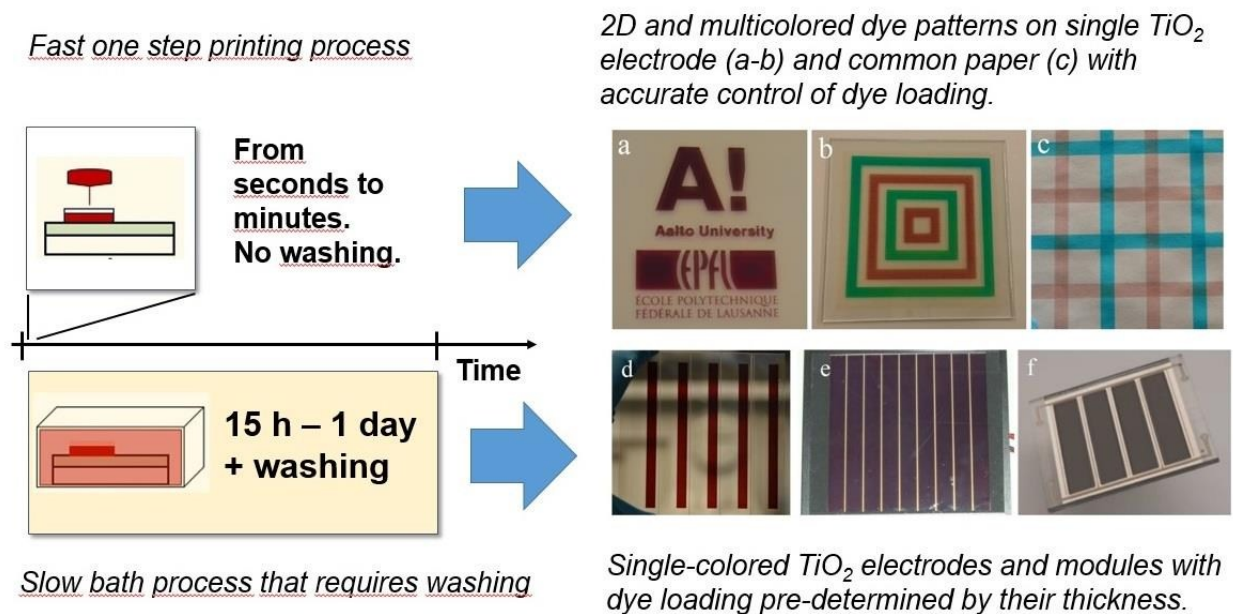 Fast one step printing process
2D and multicolored dye patterns on single TiO₂
electrode (a-b) and common paper (c) with
accurate control of dye loading.
From
seconds to
minutes.
No washing.
a
A!
Aalto University
EPFL
ÉCOLE POLYTECHNIQUE
FÉDÉRALE DE LAUSANNE
b
c
Time
15 h – 1 day
+ washing
d
e
f
Slow bath process that requires washing
Single-colored TiO₂ electrodes and modules with
dye loading pre-determined by their thickness.